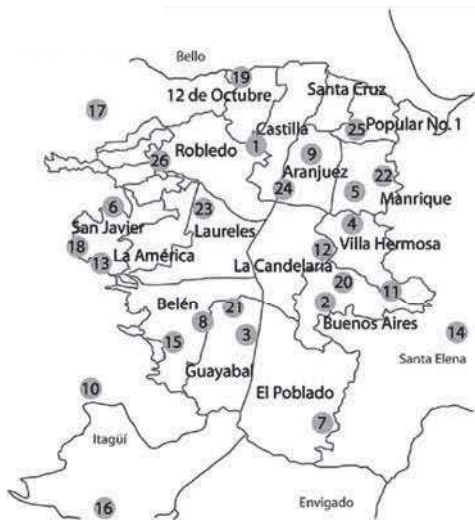 Bello
19
12 de Octubre
Santa Cruz
17
Castilla
25
Popular No. 1
Robledo
1
9
26
Aranjuez
22
24
5
Manrique
6
23
4
San Javier
Laureles
Villa Hermosa
18
La América
12
13
La Candelaria
20
11
Belén
21
2
Buenos Aires
8
14
15
3
Santa Elena
Guayabal
10
El Poblado
7
Itagüí
16
Envigado